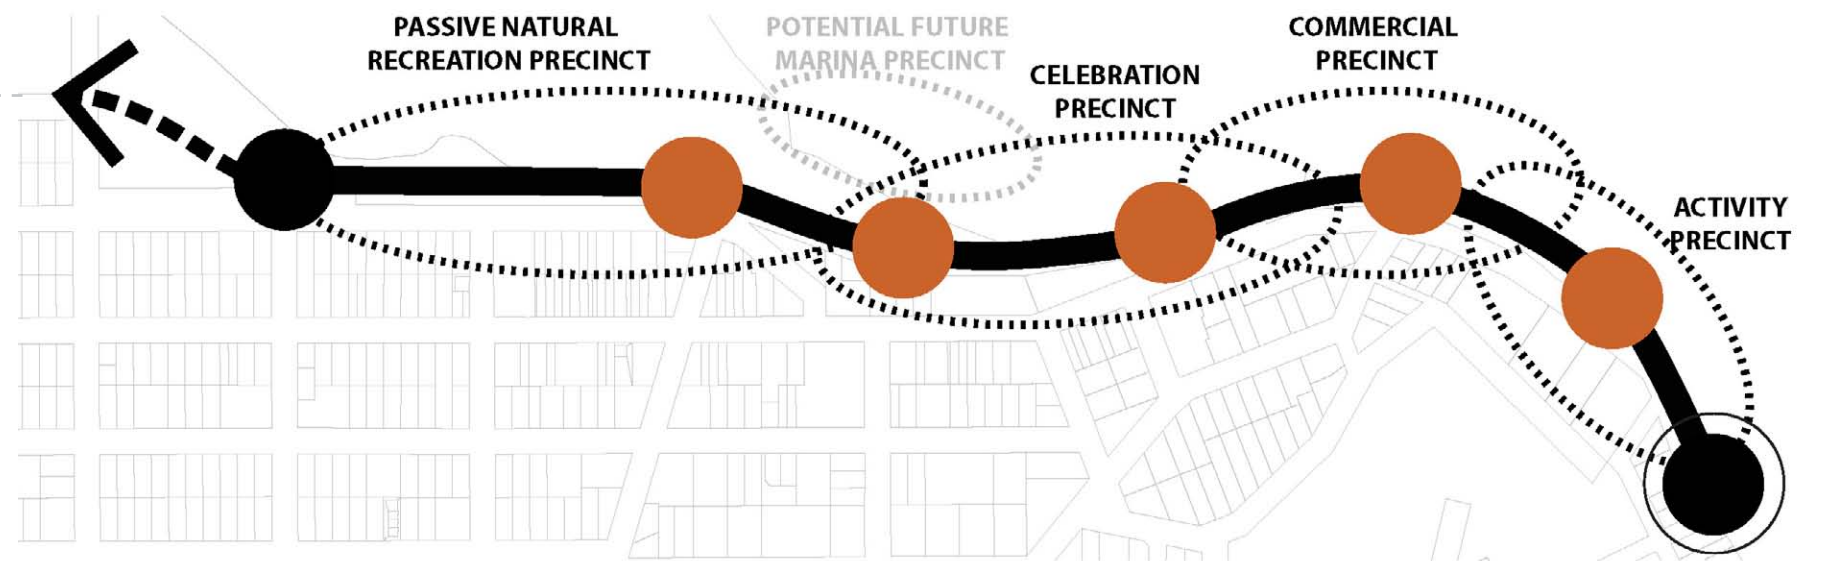 PASSIVE NATURAL
RECREATION PRECINCT
POTENTIAL FUTURE
MARINA PRECINCT
CELEBRATION
PRECINCT
COMMERCIAL
PRECINCT
ACTIVITY
PRECINCT